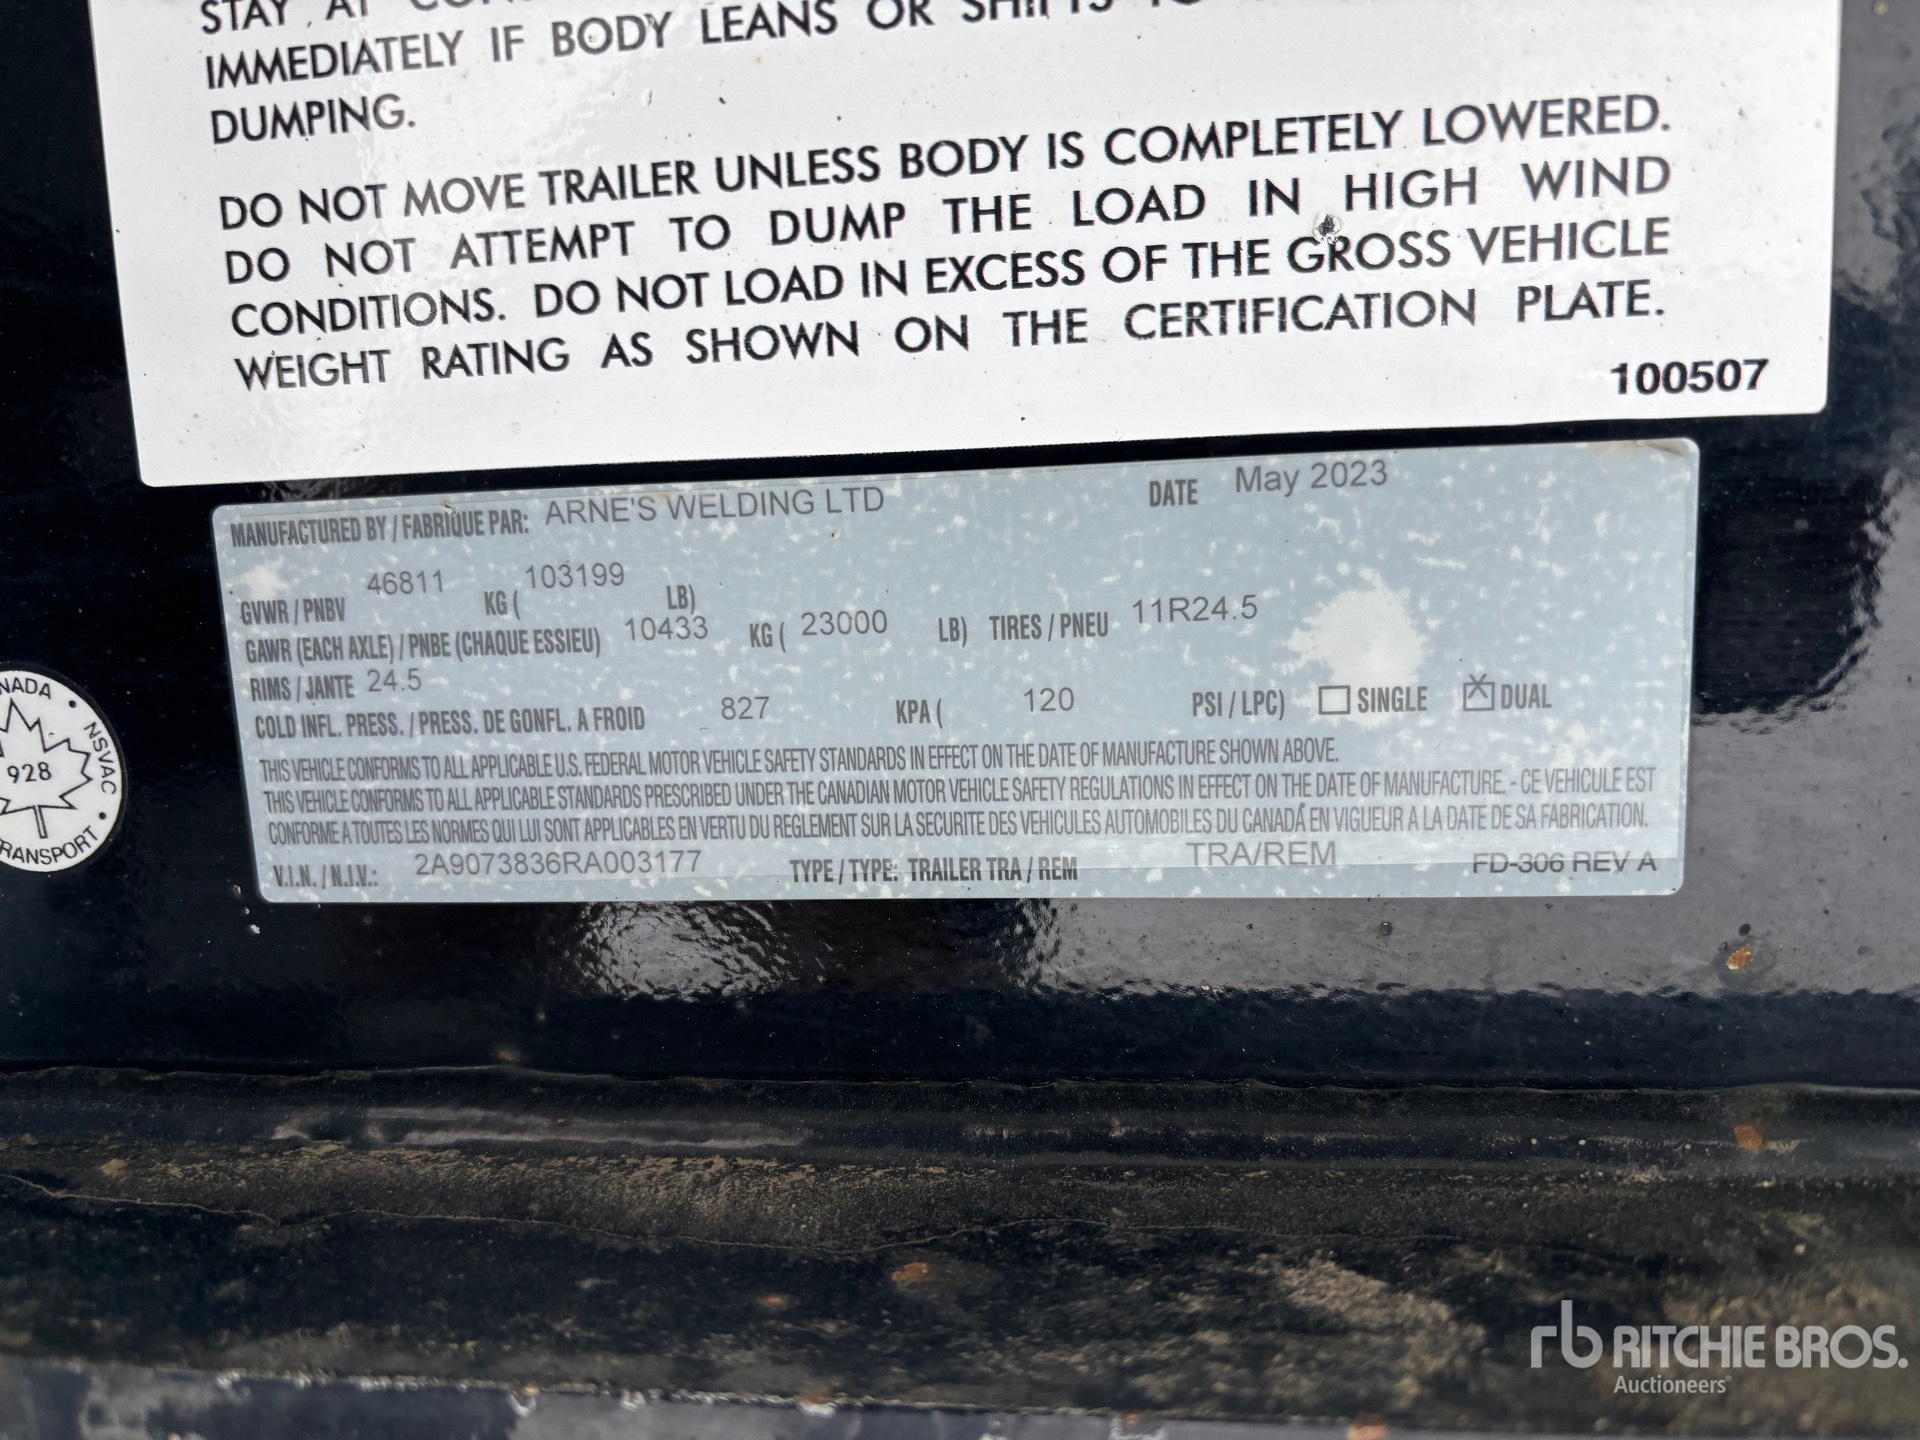 STAY AT
IMMEDIATELY IF BODY LEANS OR
DUMPING.
DO NOT MOVE TRAILER UNLESS BODY IS COMPLETELY LOWERED.
DO NOT ATTEMPT TO DUMP THE LOAD IN HIGH WIND
CONDITIONS. DO NOT LOAD IN EXCESS OF THE GROSS VEHICLE
WEIGHT RATING AS SHOWN ON THE CERTIFICATION PLATE.
100507
MANUFACTURED BY / FABRIQUE PAR: ARNE'S WELDING LTD DATE May 2023
GVWR / PNBV 46811 KG ( 103199 LB)
GAWR (EACH AXLE) / PNBE (CHAQUE ESSIEU) 10433 KG ( 23000 LB) TIRES / PNEU 11R24.5
RIMS / JANTE 24.5
COLD INFL. PRESS. / PRESS. DE GONFL. A FROID 827 KPA ( 120 PSI / LPC) SINGLE DUAL
THIS VEHICLE CONFORMS TO ALL APPLICABLE U.S. FEDERAL MOTOR VEHICLE SAFETY STANDARDS IN EFFECT ON THE DATE OF MANUFACTURE SHOWN ABOVE.
THIS VEHICLE CONFORMS TO ALL APPLICABLE STANDARDS PRESCRIBED UNDER THE CANADIAN MOTOR VEHICLE SAFETY REGULATIONS IN EFFECT ON THE DATE OF MANUFACTURE. - CE VEHICULE EST
CONFORME A TOUTES LES NORMES QUI LUI SONT APPLICABLES EN VERTU DU REGLEMENT SUR LA SECURITE DES VEHICULES AUTOMOBILES DU CANADA EN VIGUEUR A LA DATE DE SA FABRICATION.
V.I.N. / N.I.V.: 2A9073836RA003177 TYPE / TYPE: TRAILER TRA / REM TRA/REM FD-306 REV A
NADA • NSVAC •
928
RANSPORT
rb RITCHIE BROS.
Auctioneers